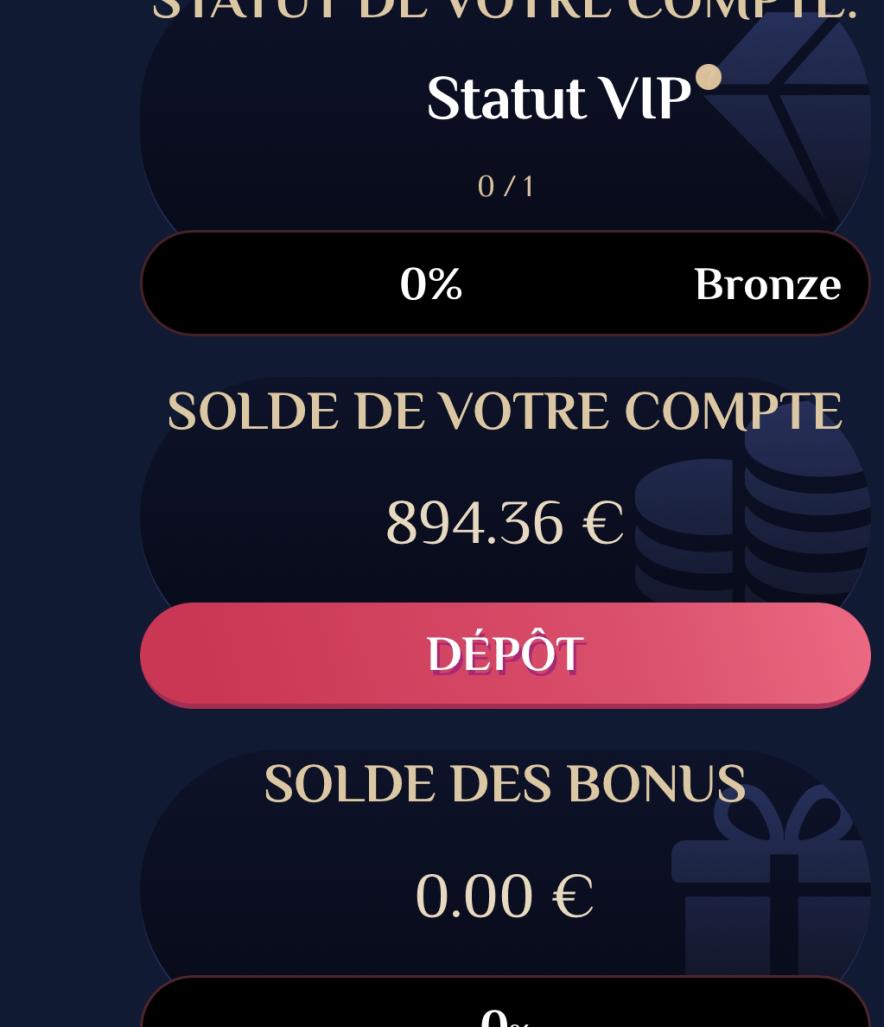 STATUT DE VOTRE COMPTE:
Statut VIP
0 / 1
0% Bronze
SOLDE DE VOTRE COMPTE
894.36 €
DÉPÔT
SOLDE DES BONUS
0.00 €
0%